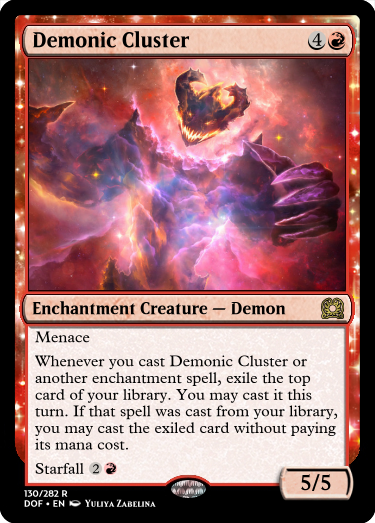 Demonic Cluster 4
Enchantment Creature — Demon
Menace
Whenever you cast Demonic Cluster or
another enchantment spell, exile the top
card of your library. You may cast it this
turn. If that spell was cast from your library,
you may cast the exiled card without paying
its mana cost.
Starfall 2
5/5
130/282 R
DOF • EN Yuliya Zabelina